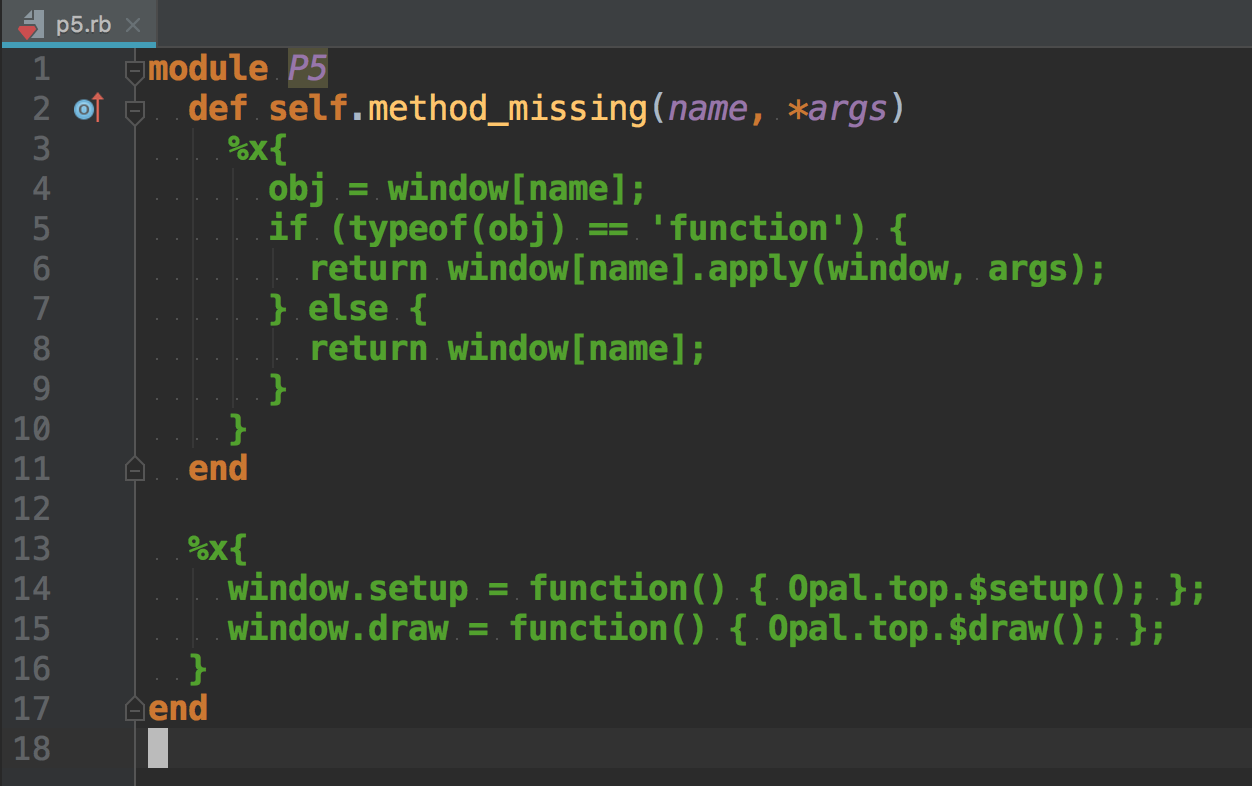 p5.rb
1 module P5
2   def self.method_missing(name, *args)
3     %x{
4       obj = window[name];
5       if (typeof(obj) == 'function') {
6         return window[name].apply(window, args);
7       } else {
8         return window[name];
9       }
10     }
11   end
12
13   %x{
14     window.setup = function() { Opal.top.$setup(); };
15     window.draw = function() { Opal.top.$draw(); };
16   }
17 end
18